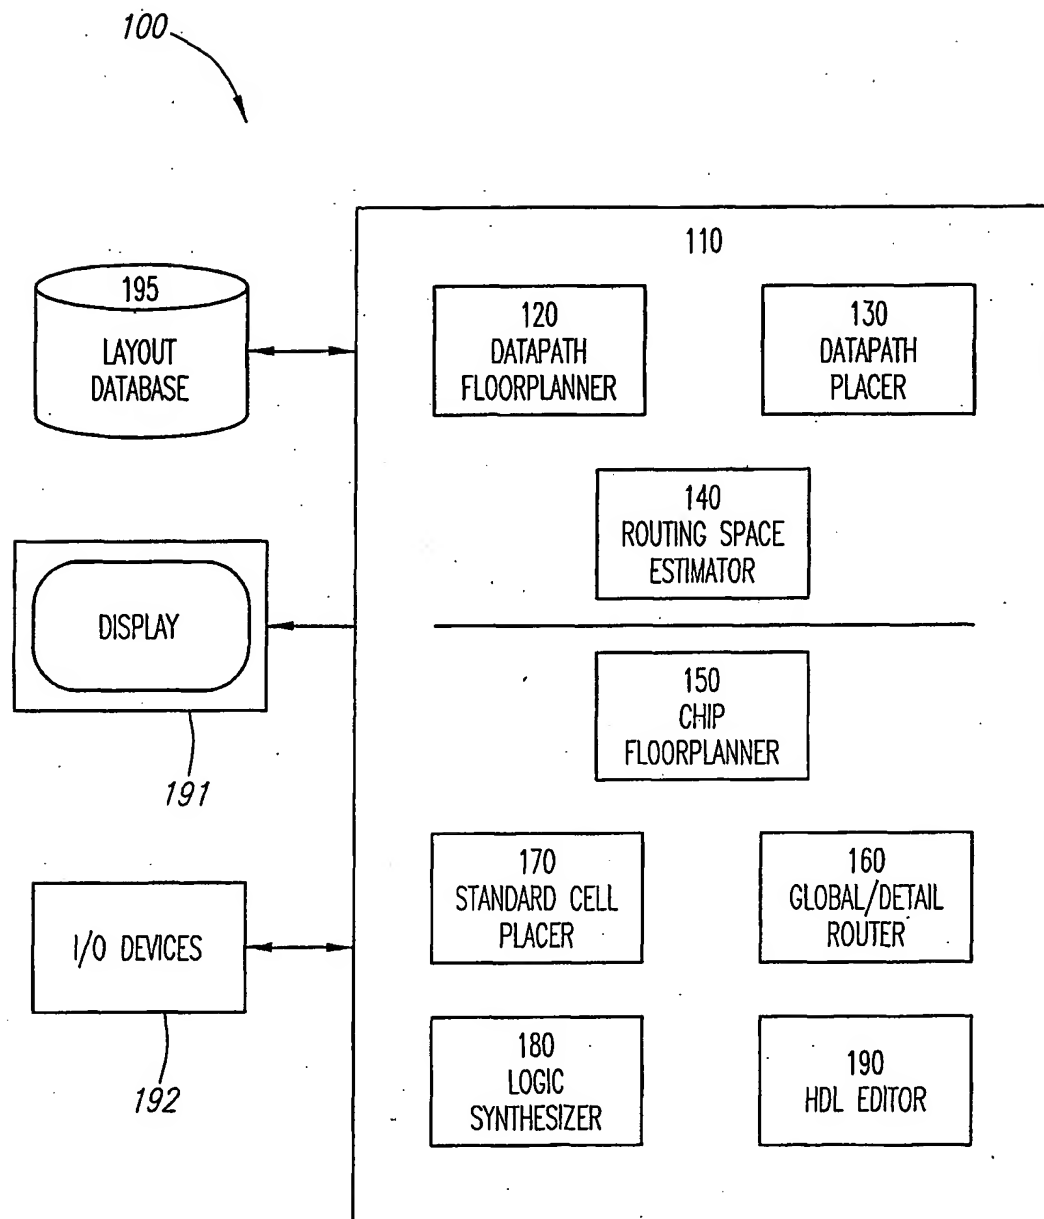 100
110
195
LAYOUT
DATABASE
120
DATAPATH
FLOORPLANNER
130
DATAPATH
PLACER
140
ROUTING SPACE
ESTIMATOR
DISPLAY
191
150
CHIP
FLOORPLANNER
170
STANDARD CELL
PLACER
160
GLOBAL/DETAIL
ROUTER
I/O DEVICES
192
180
LOGIC
SYNTHESIZER
190
HDL EDITOR